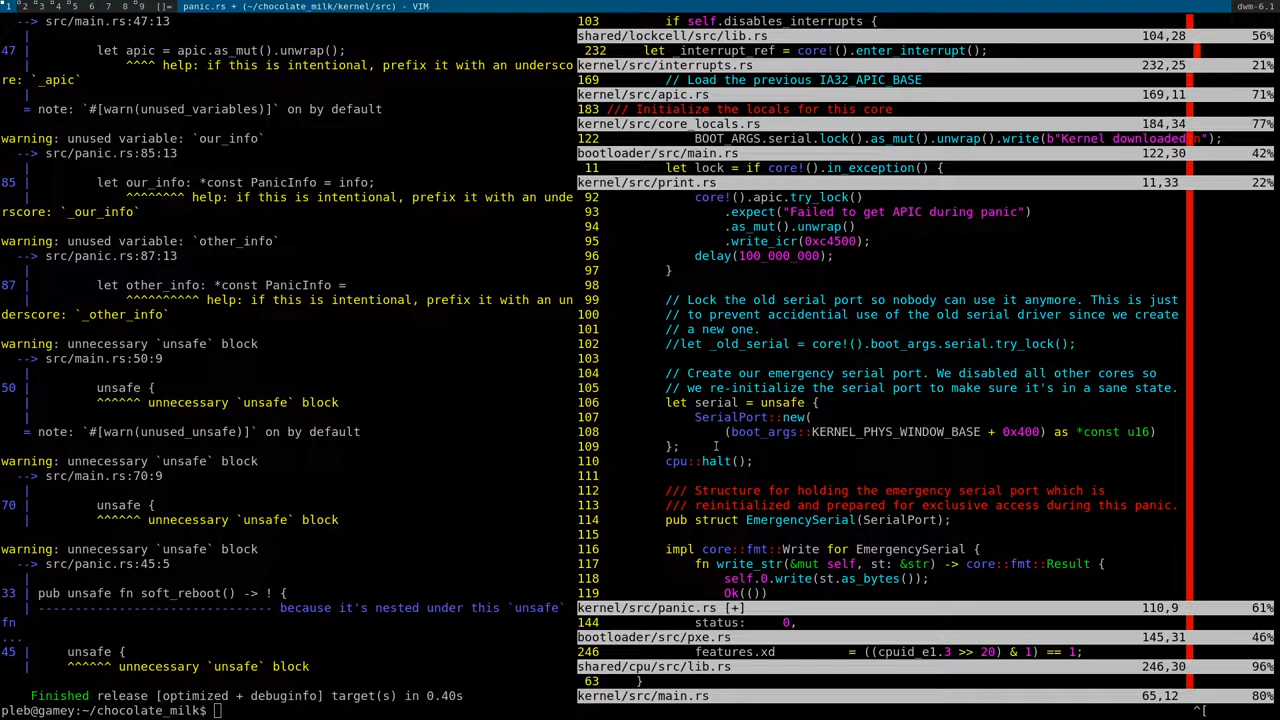 1 2 3 4 5 6 7 8 9 []= panic.rs + (~/chocolate_milk/kernel/src) - VIM dwm-6.1
--> src/main.rs:47:13
|
47 | let apic = apic.as_mut().unwrap();
| ^^^^ help: if this is intentional, prefix it with an undersco
re: `_apic`
|
= note: `#[warn(unused_variables)]` on by default
warning: unused variable: `our_info`
--> src/panic.rs:85:13
|
85 | let our_info: *const PanicInfo = info;
| ^^^^^^^^ help: if this is intentional, prefix it with an unde
rscore: `_our_info`
warning: unused variable: `other_info`
--> src/panic.rs:87:13
|
87 | let other_info: *const PanicInfo =
| ^^^^^^^^^^ help: if this is intentional, prefix it with an un
derscore: `_other_info`
warning: unnecessary `unsafe` block
--> src/main.rs:50:9
|
50 | unsafe {
| ^^^^^^ unnecessary `unsafe` block
|
= note: `#[warn(unused_unsafe)]` on by default
warning: unnecessary `unsafe` block
--> src/main.rs:70:9
|
70 | unsafe {
| ^^^^^^ unnecessary `unsafe` block
warning: unnecessary `unsafe` block
--> src/panic.rs:45:5
|
33 | pub unsafe fn soft_reboot() -> ! {
| -------------------------------- because it's nested under this `unsafe`
fn
...
45 | unsafe {
| ^^^^^^ unnecessary `unsafe` block
Finished release [optimized + debuginfo] target(s) in 0.40s
pleb@gamey:~/chocolate_milk$
103 if self.disables_interrupts {
shared/lockcell/src/lib.rs 104,28 56%
232 let _interrupt_ref = core!().enter_interrupt();
kernel/src/interrupts.rs 232,25 21%
169 // Load the previous IA32_APIC_BASE
kernel/src/apic.rs 169,11 71%
183 /// Initialize the locals for this core
kernel/src/core_locals.rs 184,34 77%
122 BOOT_ARGS.serial.lock().as_mut().unwrap().write(b"Kernel downloaded\n");
bootloader/src/main.rs 122,30 42%
11 let lock = if core!().in_exception() {
kernel/src/print.rs 11,33 22%
92 core!().apic.try_lock()
93 .expect("Failed to get APIC during panic")
94 .as_mut().unwrap()
95 .write_icr(0xc4500);
96 delay(100_000_000);
97 }
98
99 // Lock the old serial port so nobody can use it anymore. This is just
100 // to prevent accidential use of the old serial driver since we create
101 // a new one.
102 //let _old_serial = core!().boot_args.serial.try_lock();
103
104 // Create our emergency serial port. We disabled all other cores so
105 // we re-initialize the serial port to make sure it's in a sane state.
106 let serial = unsafe {
107 SerialPort::new(
108 (boot_args::KERNEL_PHYS_WINDOW_BASE + 0x400) as *const u16)
109 };
110 cpu::halt();
111
112 /// Structure for holding the emergency serial port which is
113 /// reinitialized and prepared for exclusive access during this panic.
114 pub struct EmergencySerial(SerialPort);
115
116 impl core::fmt::Write for EmergencySerial {
117 fn write_str(&mut self, st: &str) -> core::fmt::Result {
118 self.0.write(st.as_bytes());
119 Ok(())
kernel/src/panic.rs [+] 110,9 61%
144 status: 0,
bootloader/src/pxe.rs 145,31 46%
246 features.xd = ((cpuid_e1.3 >> 20) & 1) == 1;
shared/cpu/src/lib.rs 246,30 96%
63 }
kernel/src/main.rs 65,12 80%
^[